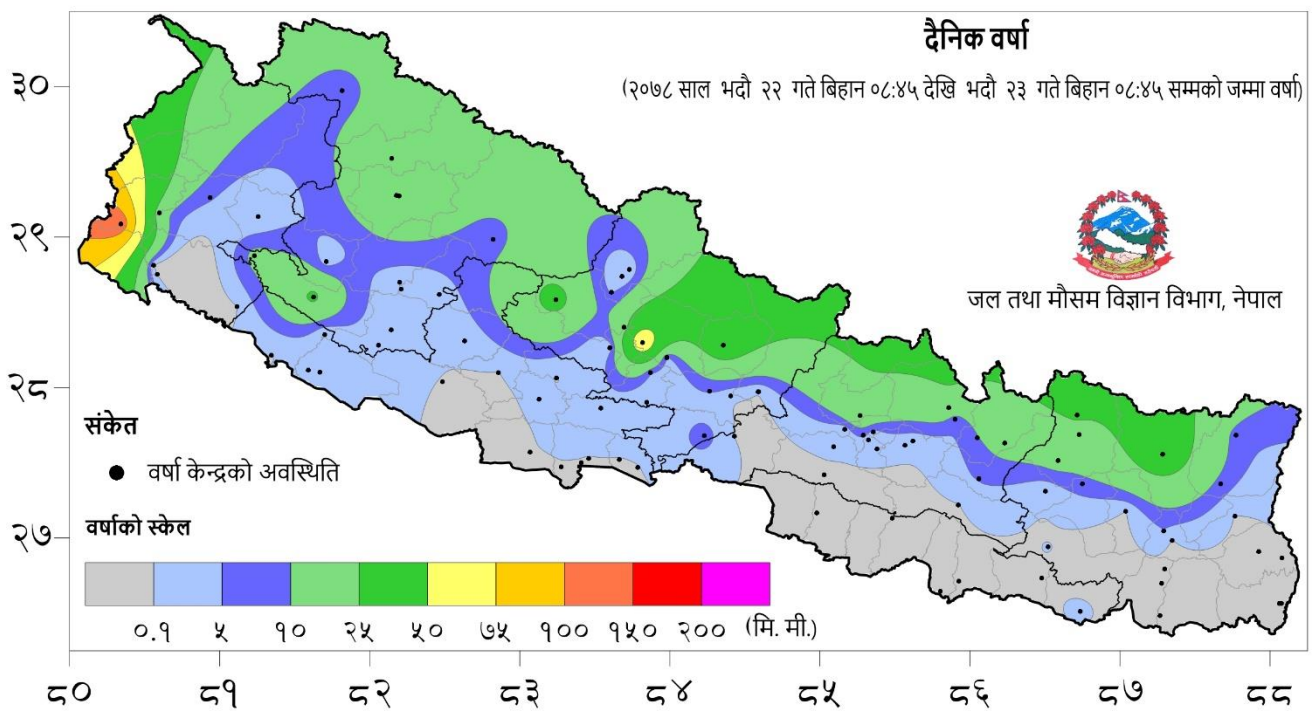 दैनिक वर्षा
(२०७८ साल भदौ २२ गते बिहान ०८:४५ देखि भदौ २३ गते बिहान ०८:४५ सम्मको जम्मा वर्षा)
३०
२९
२८
२७
जल तथा मौसम विज्ञान विभाग, नेपाल
संकेत
वर्षा केन्द्रको अवस्थिति
वर्षाको स्केल
०.१ ५ १० २५ ५० ७५ १०० १५० २०० (मि. मी.)
८० ८१ ८२ ८३ ८४ ८५ ८६ ८७ ८८